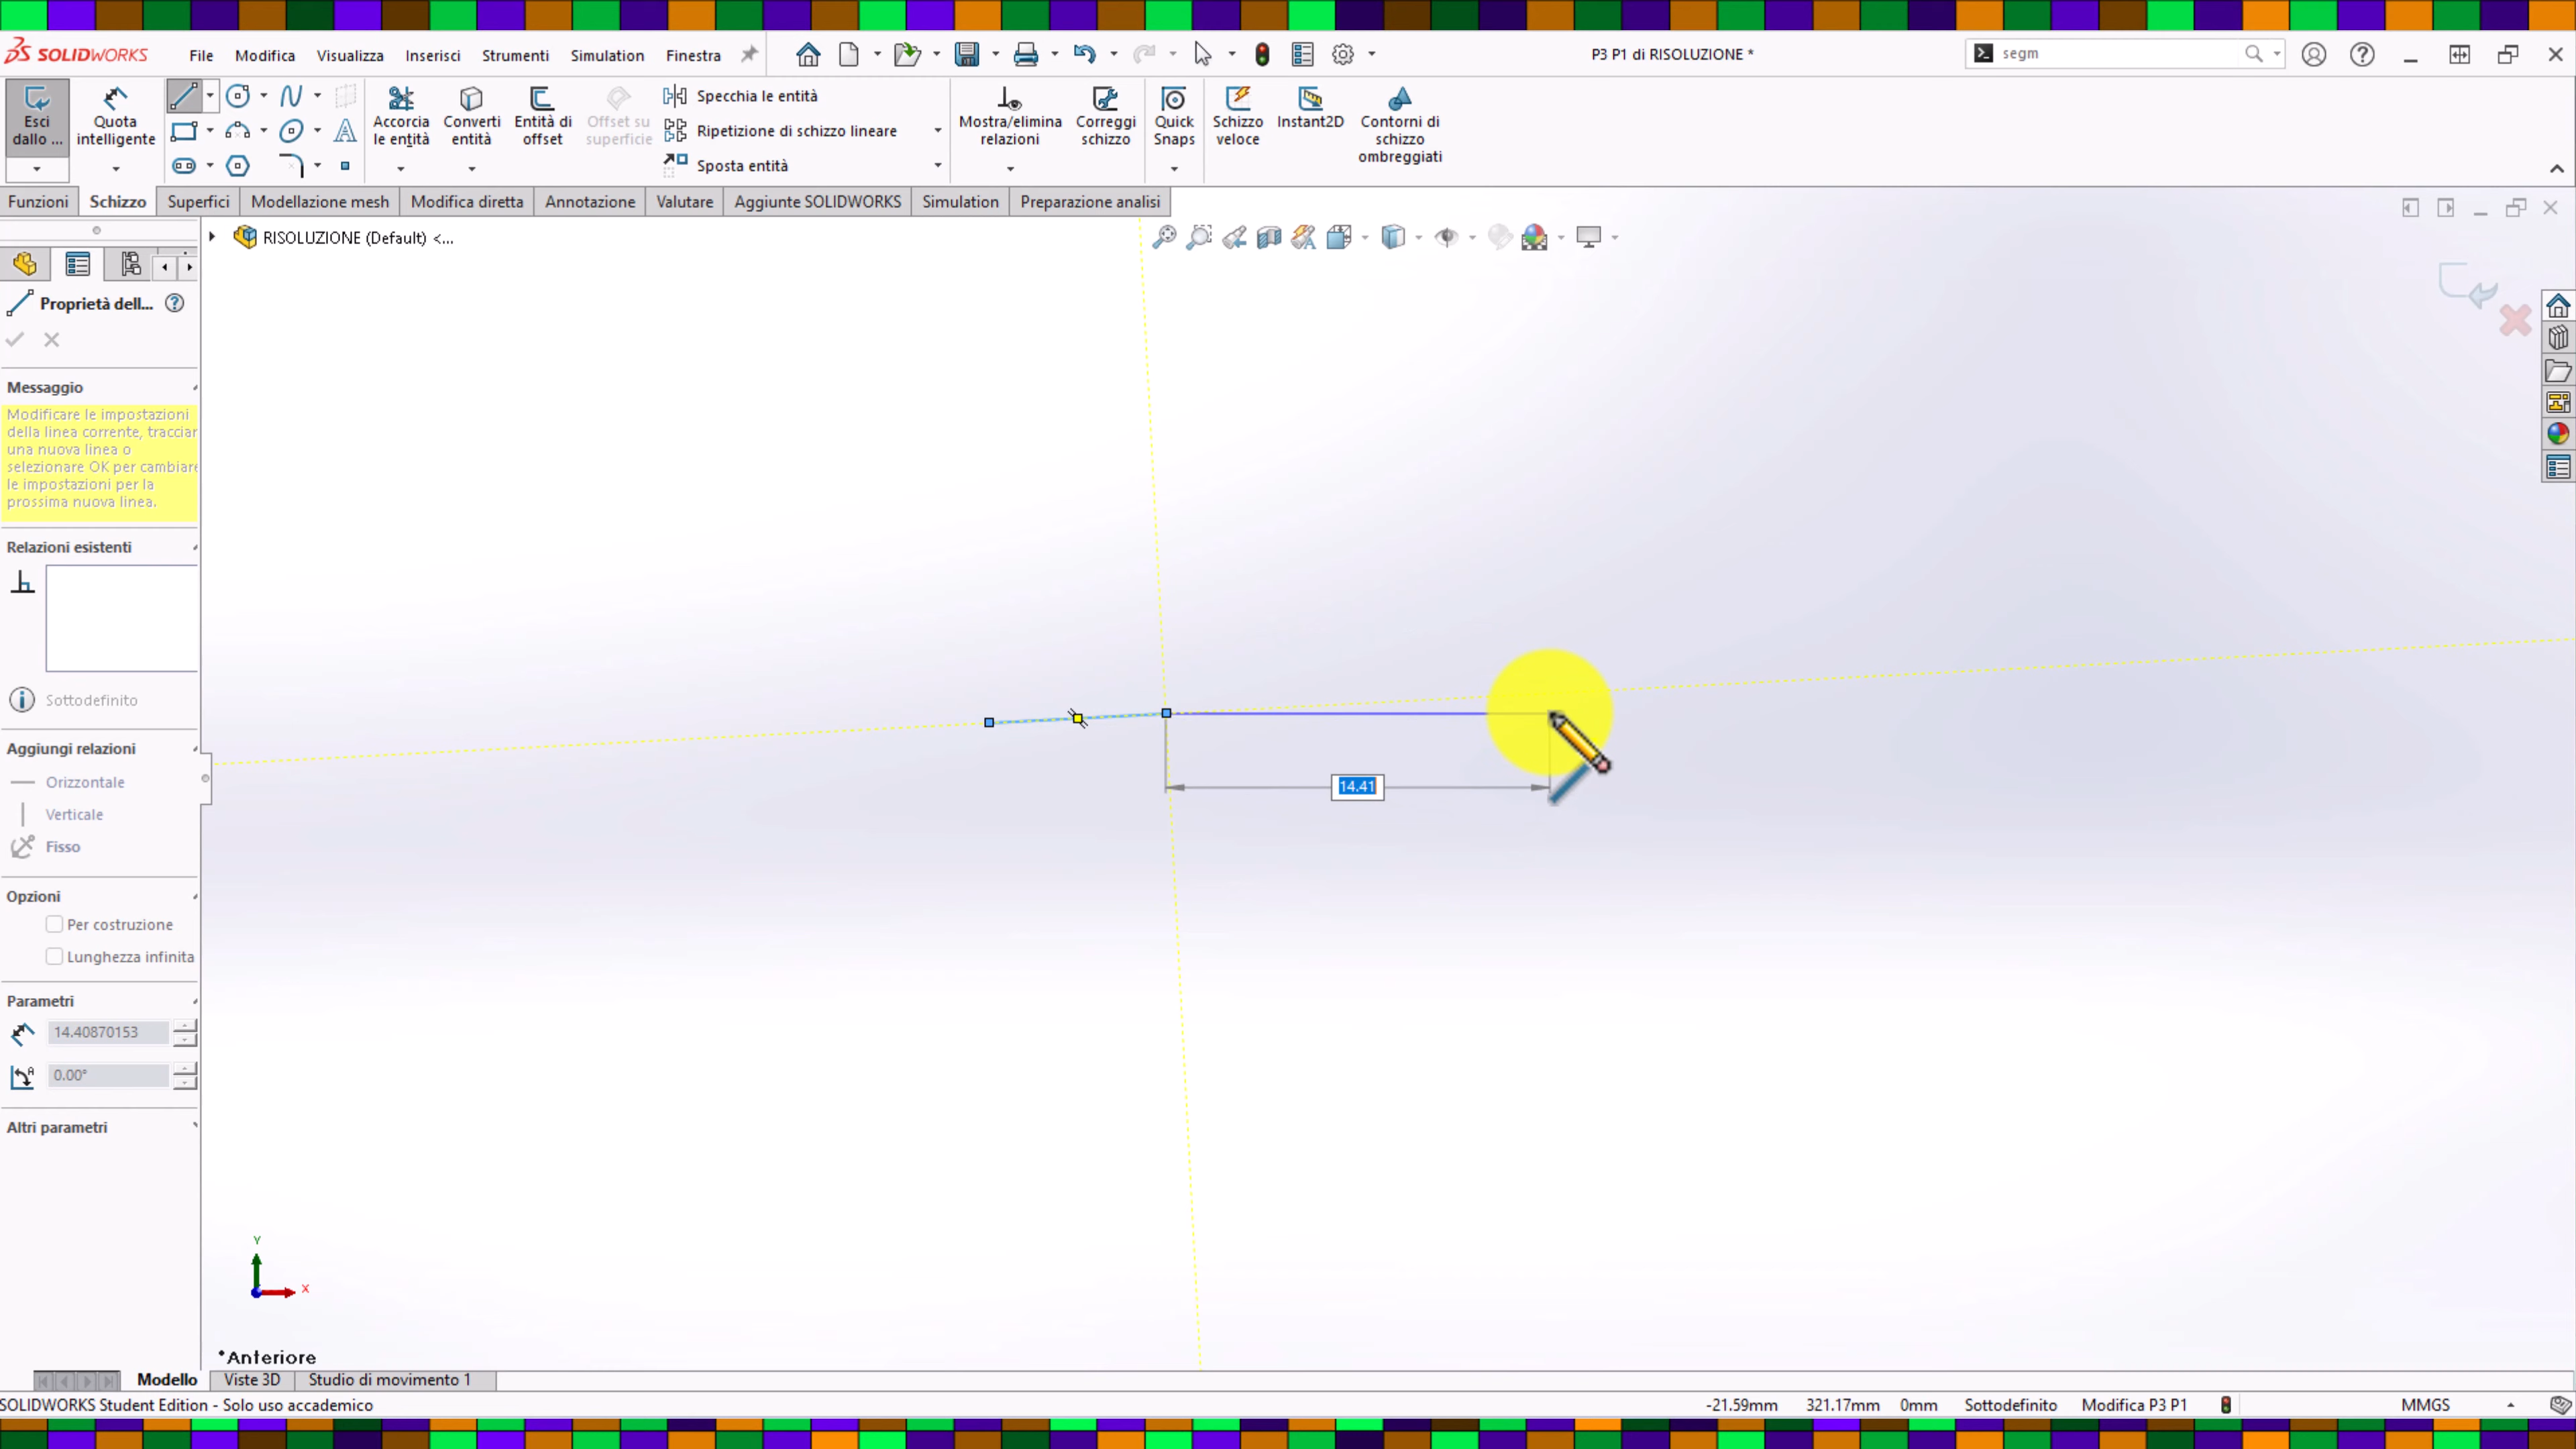 SOLIDWORKS File Modifica Visualizza Inserisci Strumenti Simulation Finestra P3 P1 di RISOLUZIONE * segm
Esci dallo ...
Quota intelligente
Accorcia le entità
Converti entità
Entità di offset
Offset su superficie
Specchia le entità
Ripetizione di schizzo lineare
Sposta entità
Mostra/elimina relazioni
Correggi schizzo
Quick Snaps
Schizzo veloce
Instant2D
Contorni di schizzo ombreggiati
Funzioni Schizzo Superfici Modellazione mesh Modifica diretta Annotazione Valutare Aggiunte SOLIDWORKS Simulation Preparazione analisi
RISOLUZIONE (Default) <...
Proprietà dell...
Messaggio
Modificare le impostazioni
della linea corrente, tracciar
una nuova linea o
selezionare OK per cambiare
le impostazioni per la
prossima nuova linea.
Relazioni esistenti
Sottodefinito
Aggiungi relazioni
Orizzontale
Verticale
Fisso
Opzioni
Per costruzione
Lunghezza infinita
Parametri
14.40870153
0.00°
Altri parametri
14.41
Y
X
*Anteriore
Modello Viste 3D Studio di movimento 1
SOLIDWORKS Student Edition - Solo uso accademico -21.59mm 321.17mm 0mm Sottodefinito Modifica P3 P1 MMGS